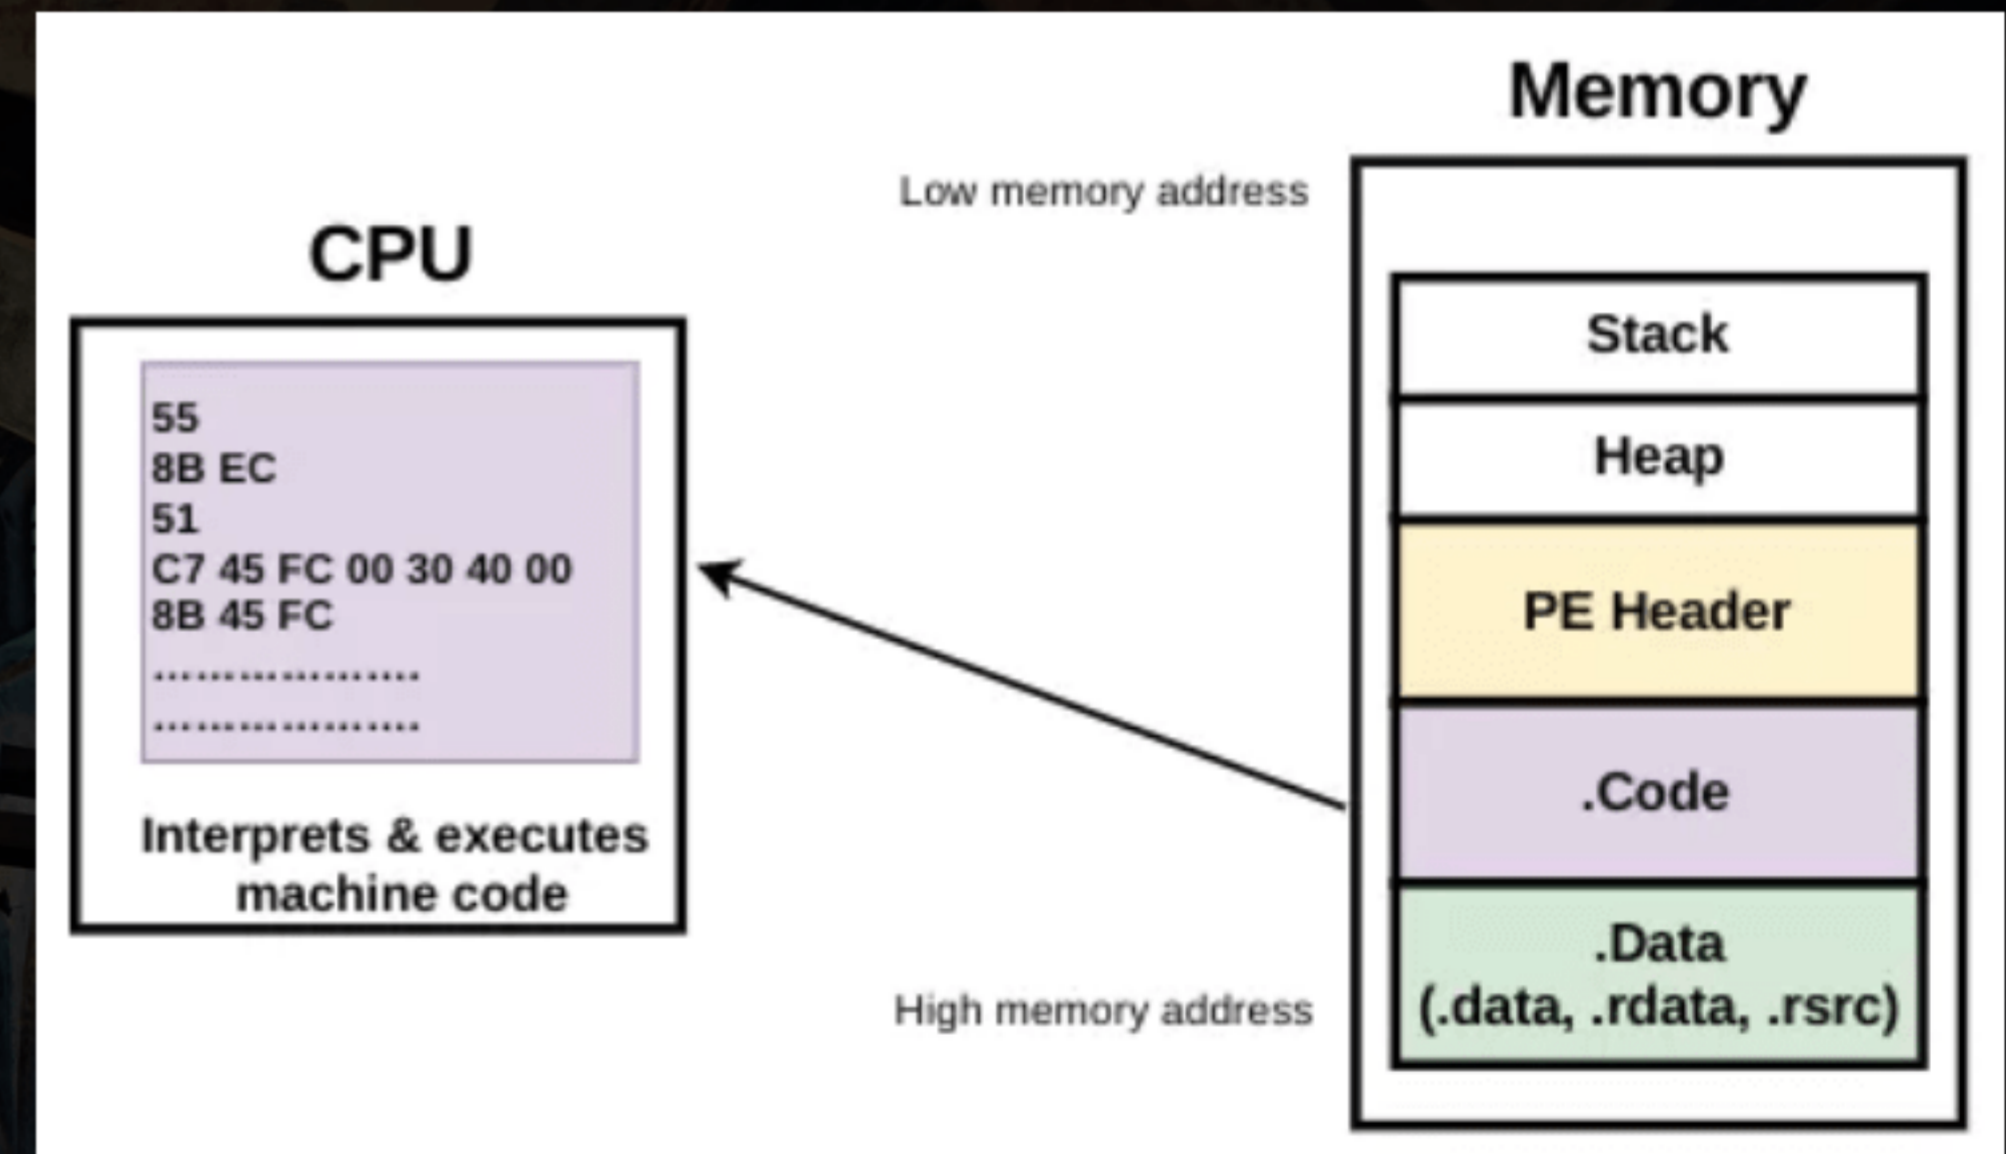 Memory
Low memory address
CPU
55
8B EC
51
C7 45 FC 00 30 40 00
8B 45 FC
....................
....................
Interprets & executes
machine code
Stack
Heap
PE Header
.Code
.Data
(.data, .rdata, .rsrc)
High memory address